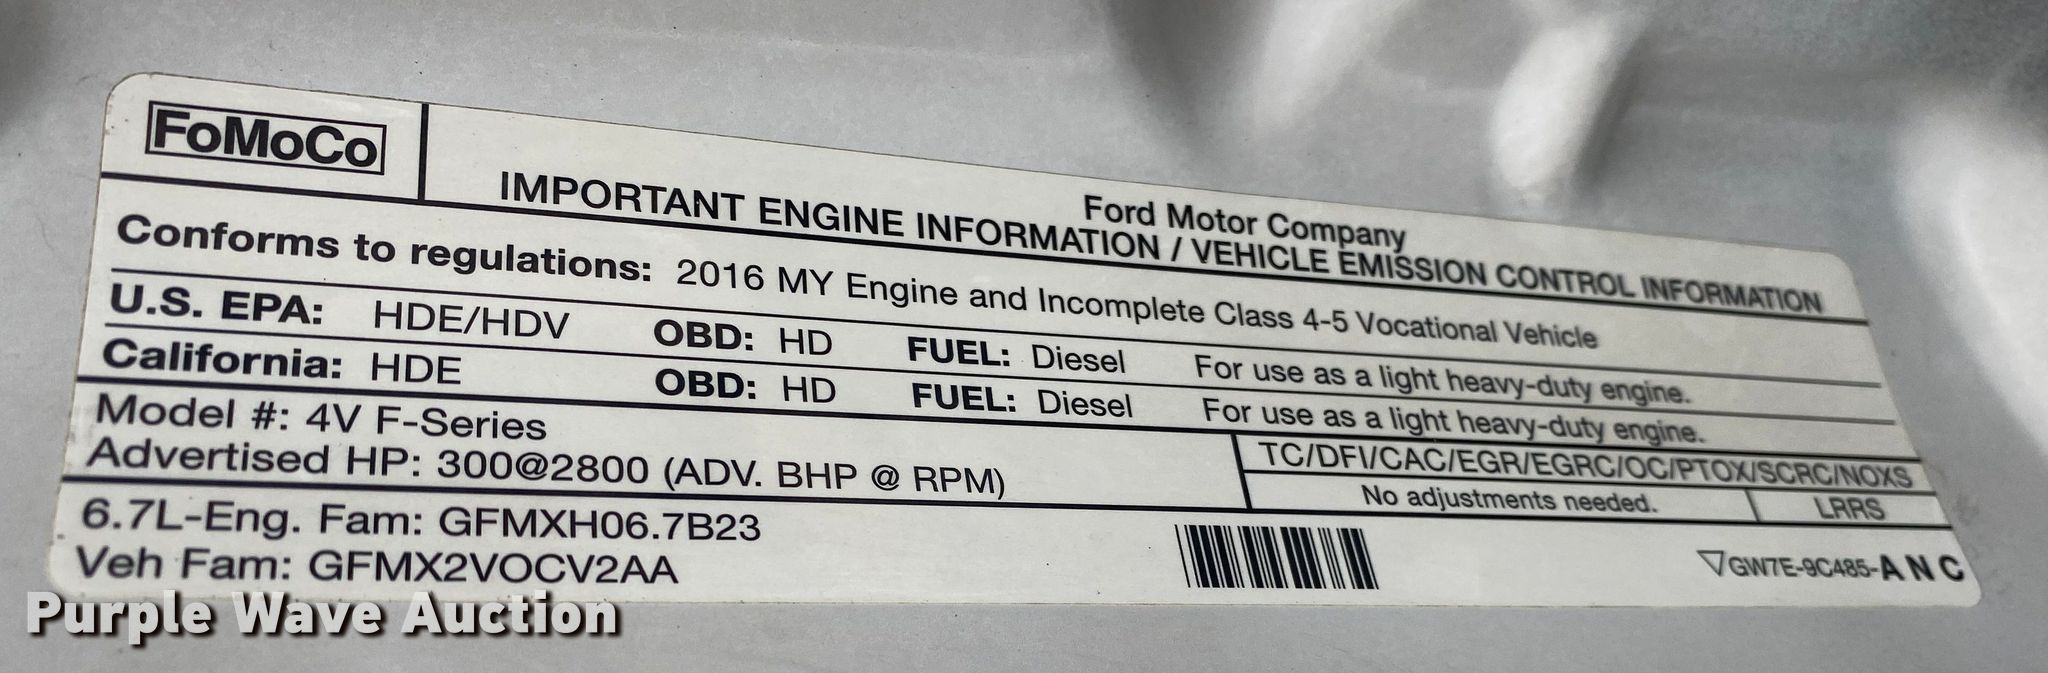 FoMoCo
Ford Motor Company
IMPORTANT ENGINE INFORMATION / VEHICLE EMISSION CONTROL INFORMATION
Conforms to regulations: 2016 MY Engine and Incomplete Class 4-5 Vocational Vehicle
U.S. EPA: HDE/HDV OBD: HD FUEL: Diesel For use as a light heavy-duty engine.
California: HDE OBD: HD FUEL: Diesel For use as a light heavy-duty engine.
Model #: 4V F-Series
Advertised HP: 300@2800 (ADV. BHP @ RPM)
TC/DFI/CAC/EGR/EGRC/OC/PTOX/SCRC/NOXS
No adjustments needed. LRRS
6.7L-Eng. Fam: GFMXH06.7B23
Veh Fam: GFMX2VOCV2AA
GW7E-9C485-A N C
Purple Wave Auction